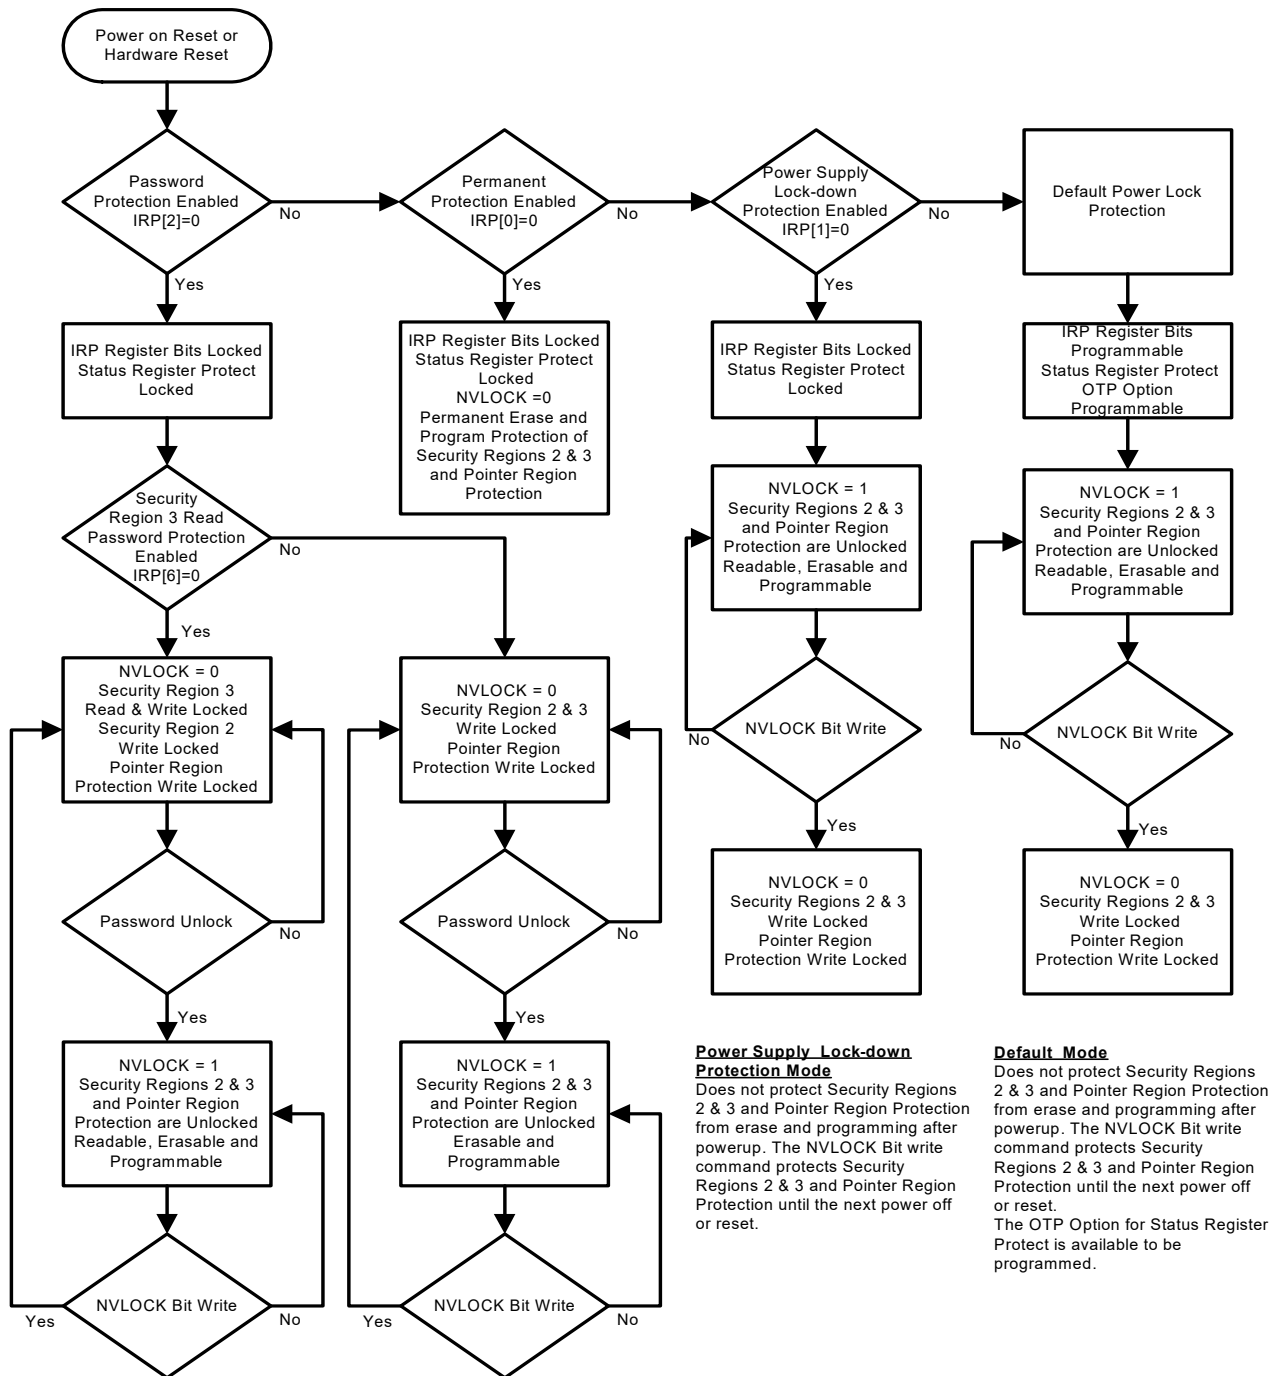 Power on Reset or
Hardware Reset
Password
Protection Enabled
IRP[2]=0
No
Yes
Permanent
Protection Enabled
IRP[0]=0
No
Yes
Power Supply
Lock-down
Protection Enabled
IRP[1]=0
No
Yes
Default Power Lock
Protection
IRP Register Bits Locked
Status Register Protect
Locked
IRP Register Bits Locked
Status Register Protect
Locked
NVLOCK =0
Permanent Erase and
Program Protection of
Security Regions 2 & 3
and Pointer Region
Protection
IRP Register Bits Locked
Status Register Protect
Locked
IRP Register Bits
Programmable
Status Register Protect
OTP Option
Programmable
Security
Region 3 Read
Password Protection
Enabled
IRP[6]=0
No
Yes
NVLOCK = 1
Security Regions 2 & 3
and Pointer Region
Protection are Unlocked
Readable, Erasable and
Programmable
NVLOCK = 1
Security Regions 2 & 3
and Pointer Region
Protection are Unlocked
Readable, Erasable and
Programmable
NVLOCK = 0
Security Region 3
Read & Write Locked
Security Region 2
Write Locked
Pointer Region
Protection Write Locked
NVLOCK = 0
Security Region 2 & 3
Write Locked
Pointer Region
Protection Write Locked
NVLOCK Bit Write
No
Yes
NVLOCK Bit Write
No
Yes
Password Unlock
No
Yes
Password Unlock
No
Yes
NVLOCK = 0
Security Regions 2 & 3
Write Locked
Pointer Region
Protection Write Locked
NVLOCK = 0
Security Regions 2 & 3
Write Locked
Pointer Region
Protection Write Locked
NVLOCK = 1
Security Regions 2 & 3
and Pointer Region
Protection are Unlocked
Readable, Erasable and
Programmable
NVLOCK = 1
Security Regions 2 & 3
and Pointer Region
Protection are Unlocked
Erasable and
Programmable
Power Supply Lock-down
Protection Mode
Does not protect Security Regions
2 & 3 and Pointer Region Protection
from erase and programming after
powerup. The NVLOCK Bit write
command protects Security
Regions 2 & 3 and Pointer Region
Protection until the next power off
or reset.
Default Mode
Does not protect Security Regions
2 & 3 and Pointer Region Protection
from erase and programming after
powerup. The NVLOCK Bit write
command protects Security
Regions 2 & 3 and Pointer Region
Protection until the next power off
or reset.
The OTP Option for Status Register
Protect is available to be
programmed.
NVLOCK Bit Write
Yes
No
NVLOCK Bit Write
Yes
No